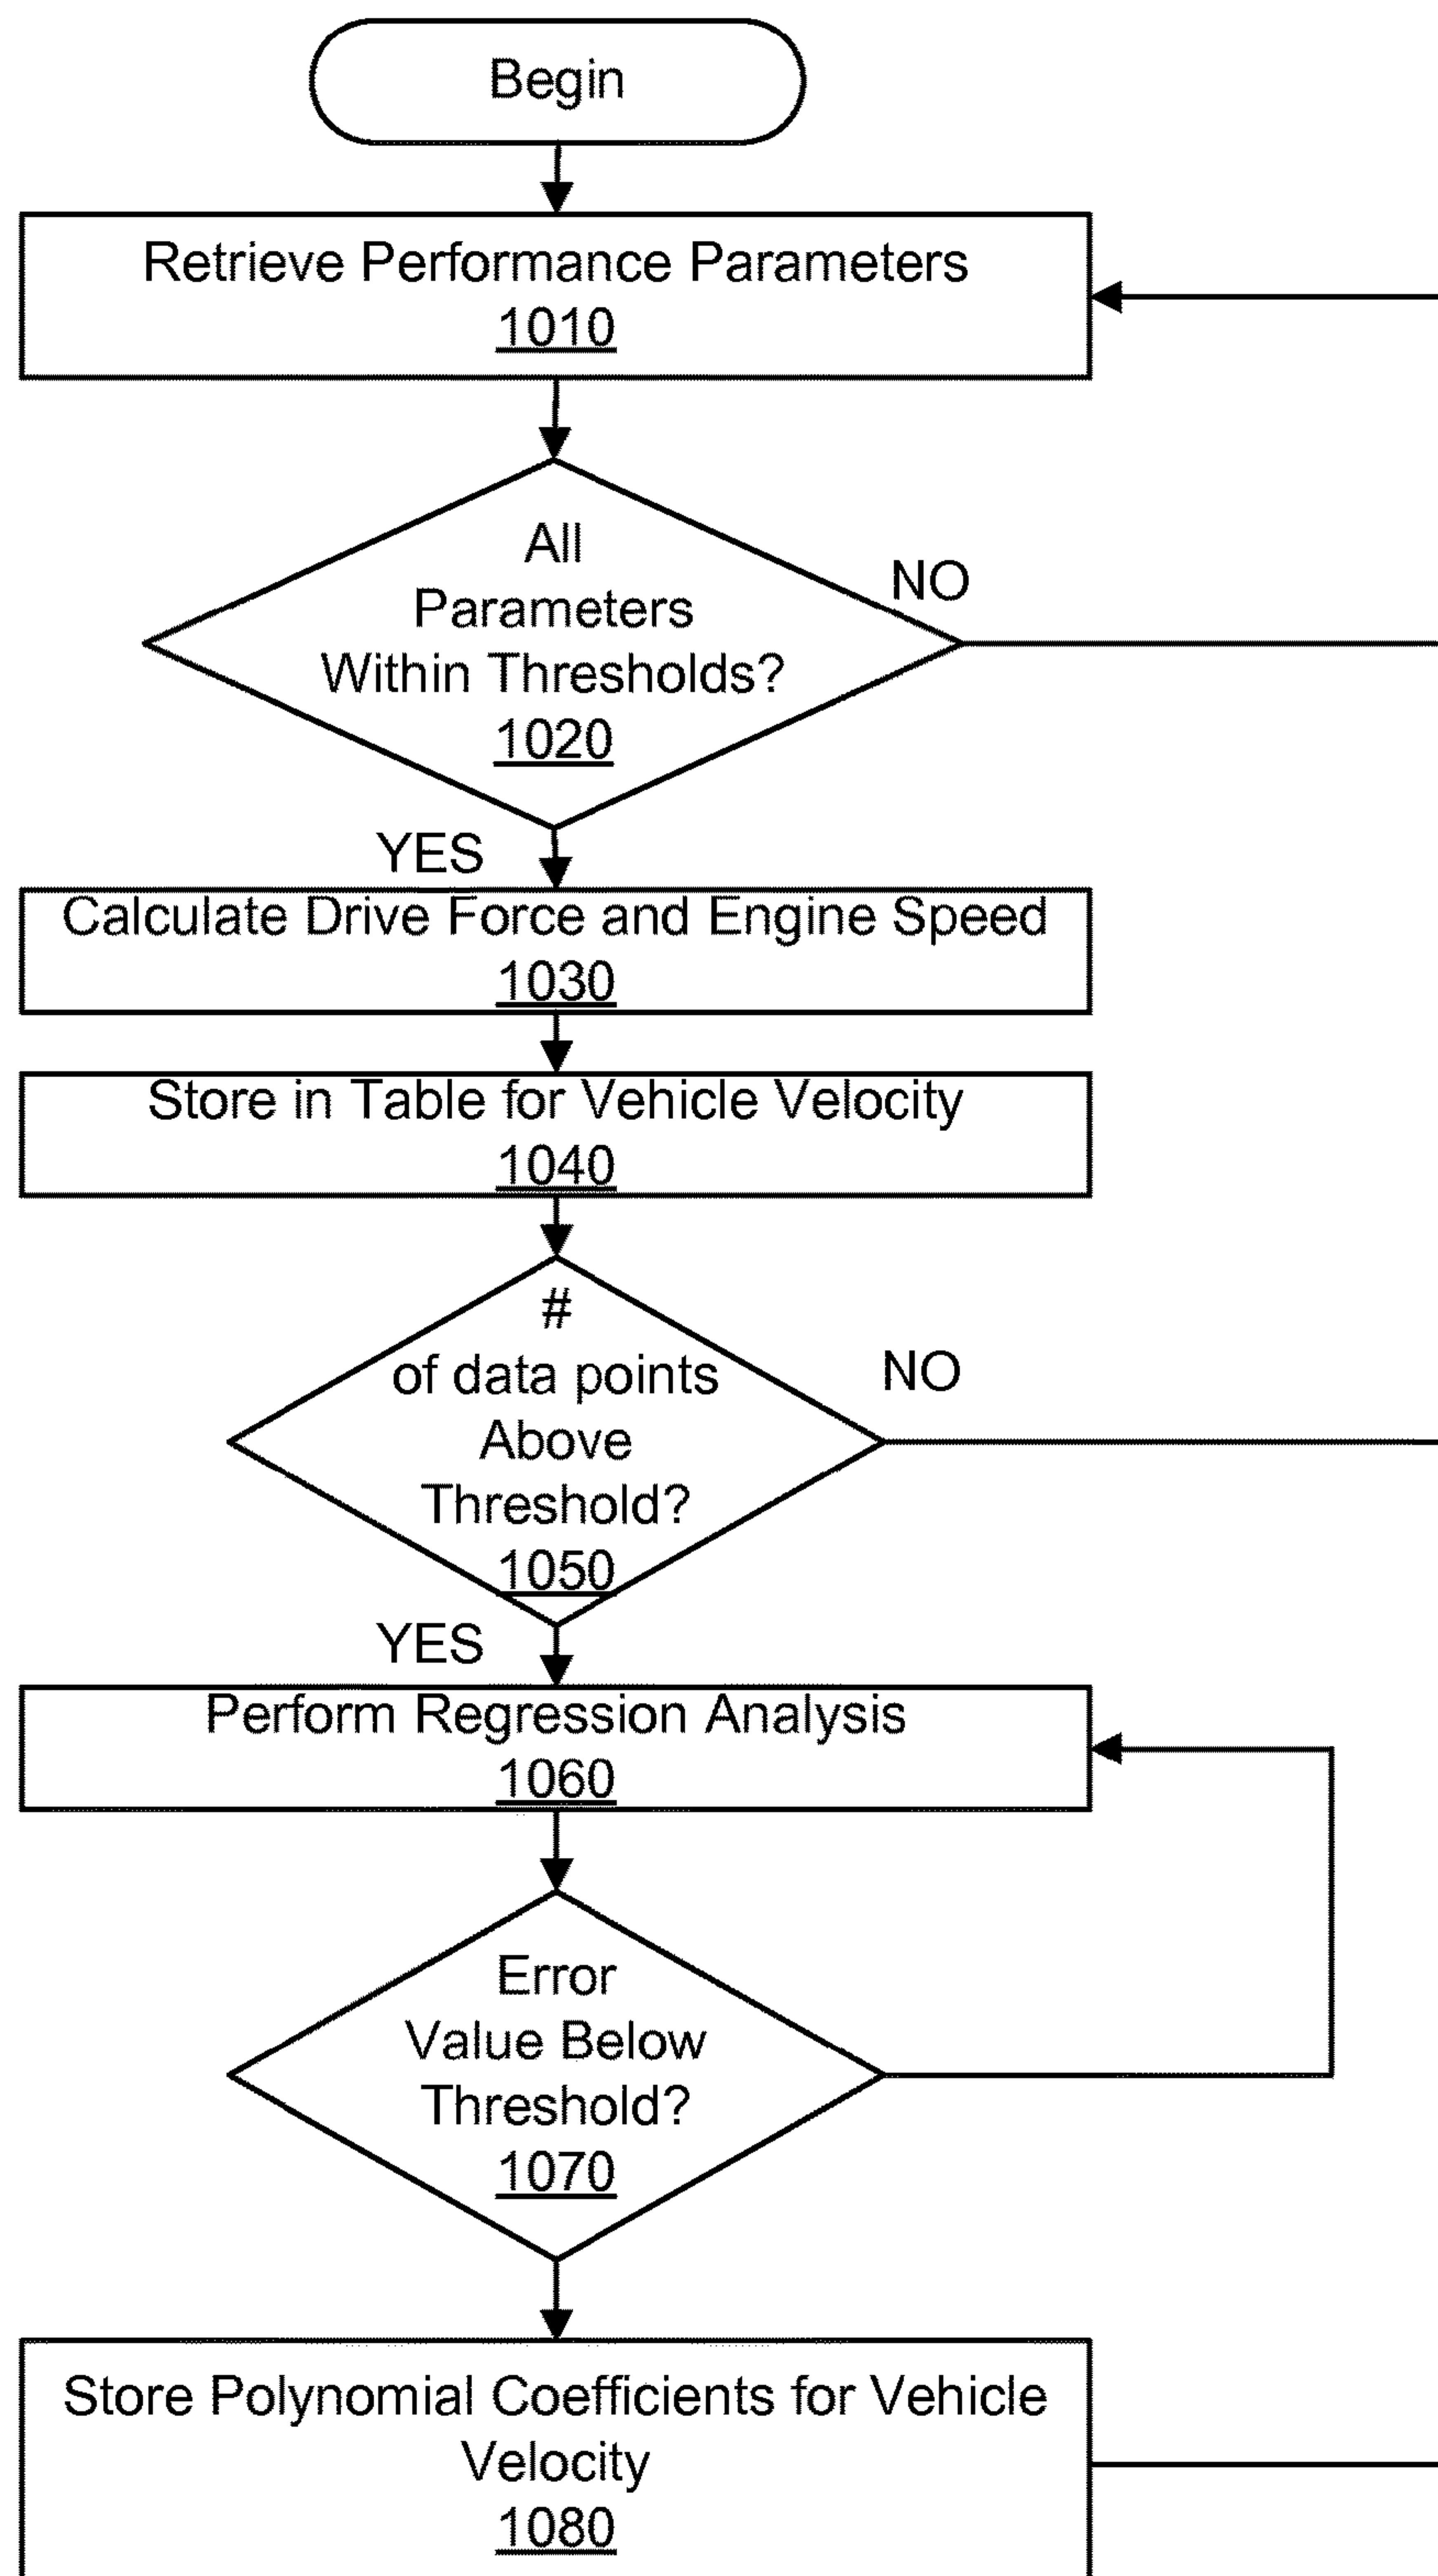 Begin
Retrieve Performance Parameters
1010
All
Parameters
Within Thresholds?
1020
NO
YES
Calculate Drive Force and Engine Speed
1030
Store in Table for Vehicle Velocity
1040
#
of data points
Above
Threshold?
1050
NO
YES
Perform Regression Analysis
1060
Error
Value Below
Threshold?
1070
Store Polynomial Coefficients for Vehicle
Velocity
1080